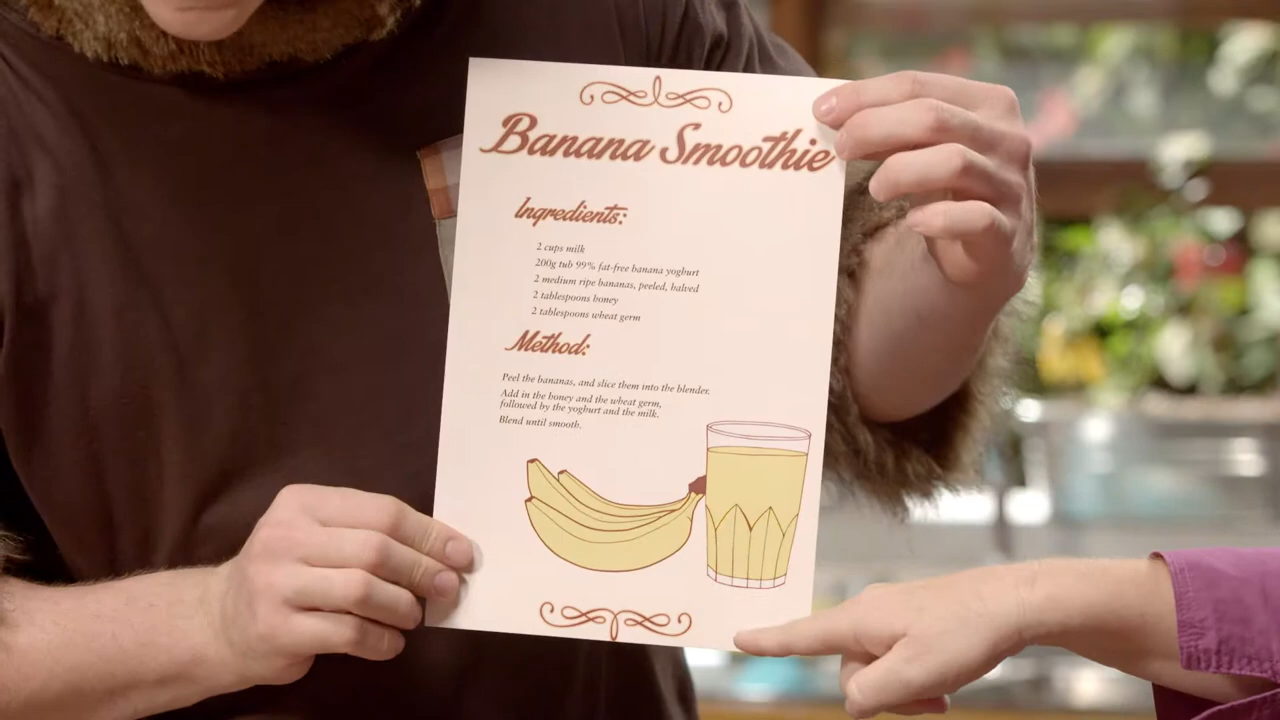 Banana Smoothie
Ingredients:
2 cups milk
200g tub 99% fat-free banana yoghurt
2 medium ripe bananas, peeled, halved
2 tablespoons honey
2 tablespoons wheat germ
Method:
Peel the bananas, and slice them into the blender.
Add in the honey and the wheat germ,
followed by the yoghurt and the milk.
Blend until smooth.